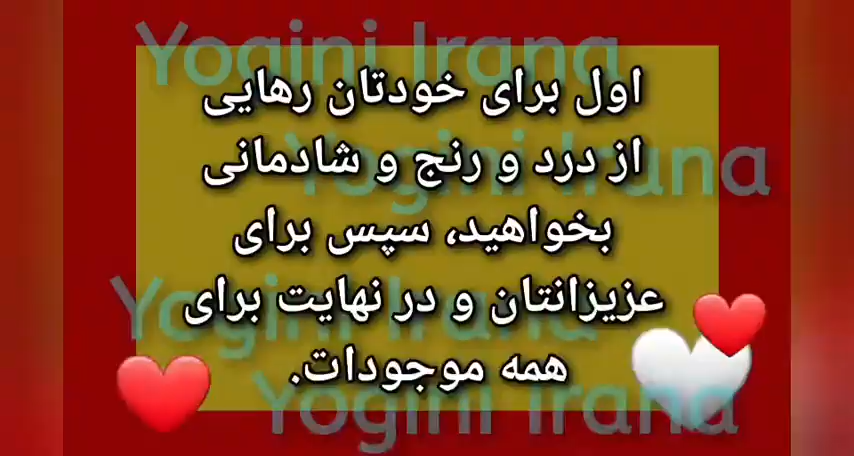 Yogini Irana
اول برای خودتان رهایی
از درد و رنج و شادمانی
Yogini Irana
بخواهید، سپس برای
عزیزانتان و در نهایت برای
Yogini Irana
همه موجودات.
Yogini Irana